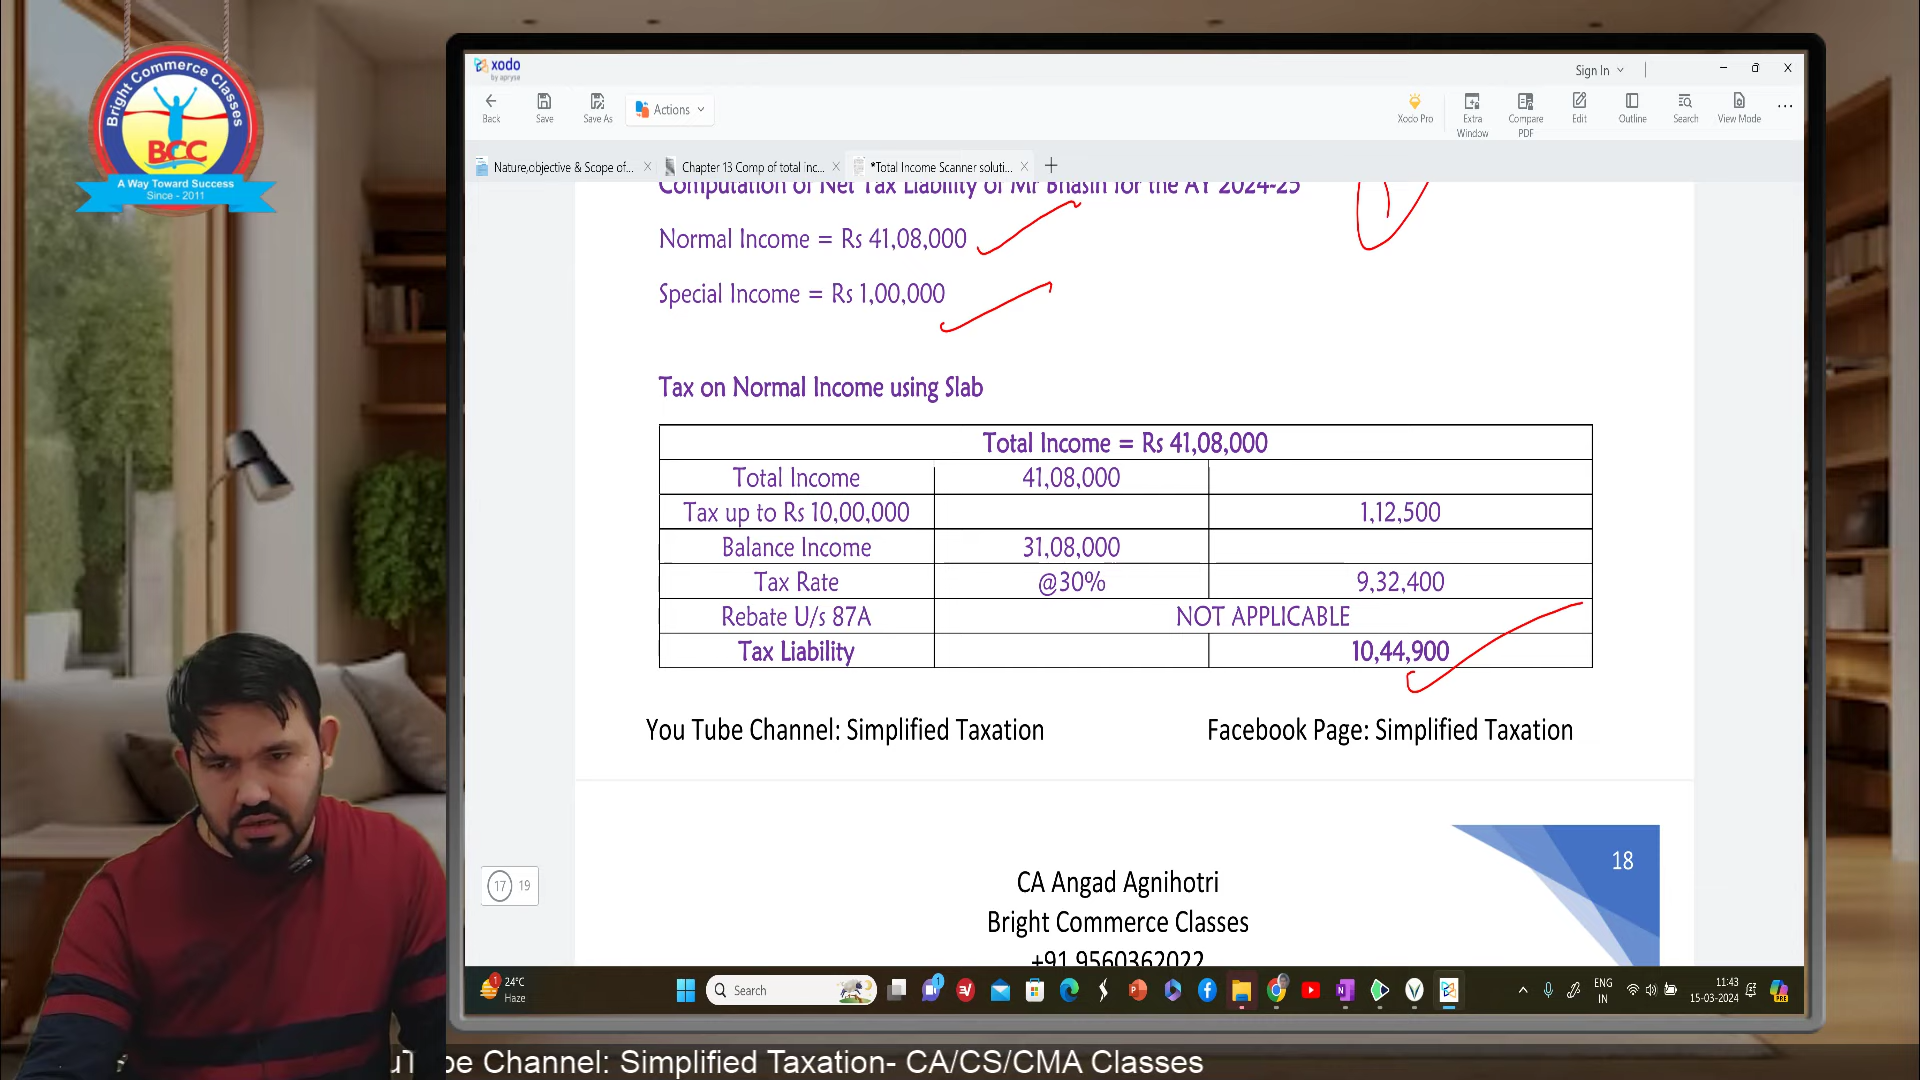 Bright Commerce Classes
BCC
A Way Toward Success
Since - 2011
xodo
by apryse
Sign In
Back
Save
Save As
Actions
Xodo Pro
Extra Window
Compare PDF
Edit
Outline
Search
View Mode
Nature,objective & Scope of...
Chapter 13 Comp of total inc...
*Total Income Scanner soluti...
Computation of Net Tax Liability of Mr Bhasin for the AY 2024-25
Normal Income = Rs 41,08,000
Special Income = Rs 1,00,000
Tax on Normal Income using Slab
Total Income = Rs 41,08,000
Total Income 41,08,000
Tax up to Rs 10,00,000 1,12,500
Balance Income 31,08,000
Tax Rate @30% 9,32,400
Rebate U/s 87A NOT APPLICABLE
Tax Liability 10,44,900
You Tube Channel: Simplified Taxation Facebook Page: Simplified Taxation
18
CA Angad Agnihotri
Bright Commerce Classes
+91 9560362022
17 19
24°C
Haze
Search
ENG
IN
11:43
15-03-2024
uTube Channel: Simplified Taxation- CA/CS/CMA Classes